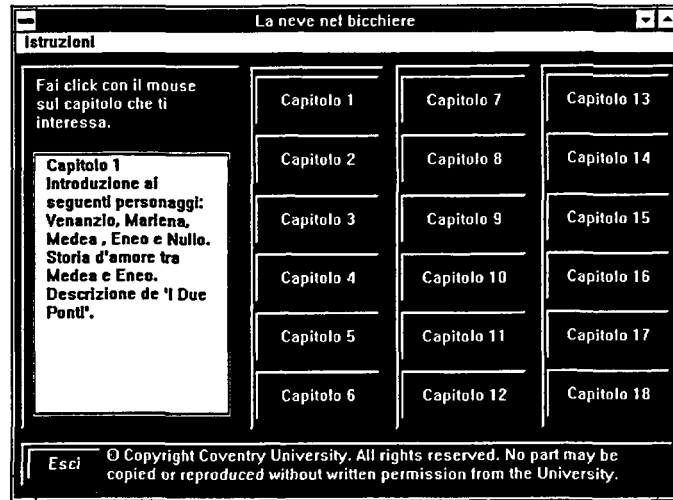 La neve nel bicchiere
Istruzioni
Fai click con il mouse
sul capitolo che ti
interessa.
Capitolo 1
Introduzione ai
seguenti personaggi:
Venanzio, Mariena,
Medea , Eneo e Nullo.
Storia d'amore tra
Medea e Eneo.
Descrizione de 'I Due
Ponti'.
Capitolo 1
Capitolo 2
Capitolo 3
Capitolo 4
Capitolo 5
Capitolo 6
Capitolo 7
Capitolo 8
Capitolo 9
Capitolo 10
Capitolo 11
Capitolo 12
Capitolo 13
Capitolo 14
Capitolo 15
Capitolo 16
Capitolo 17
Capitolo 18
Esci
© Copyright Coventry University. All rights reserved. No part may be
copied or reproduced without written permission from the University.